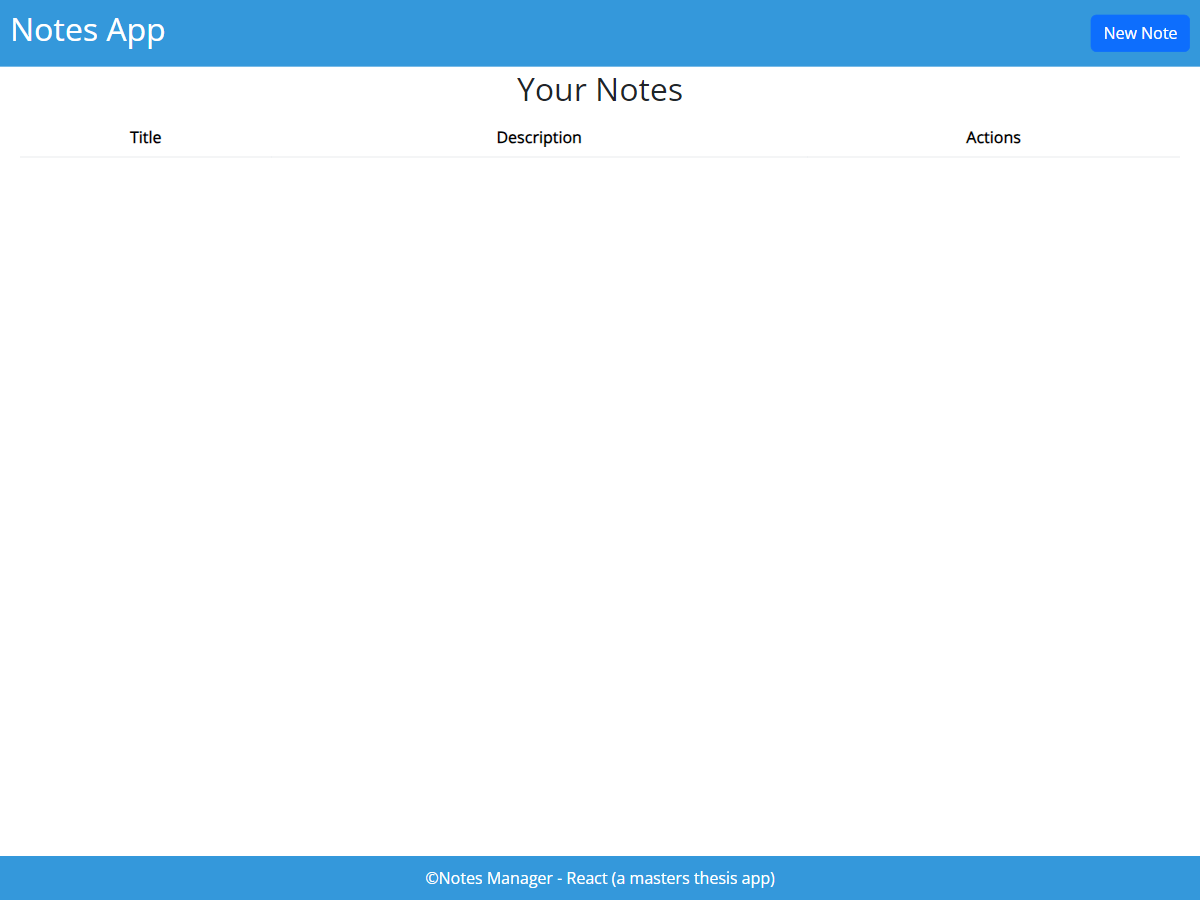 Notes App
New Note
Your Notes
Title Description Actions
©Notes Manager - React (a masters thesis app)